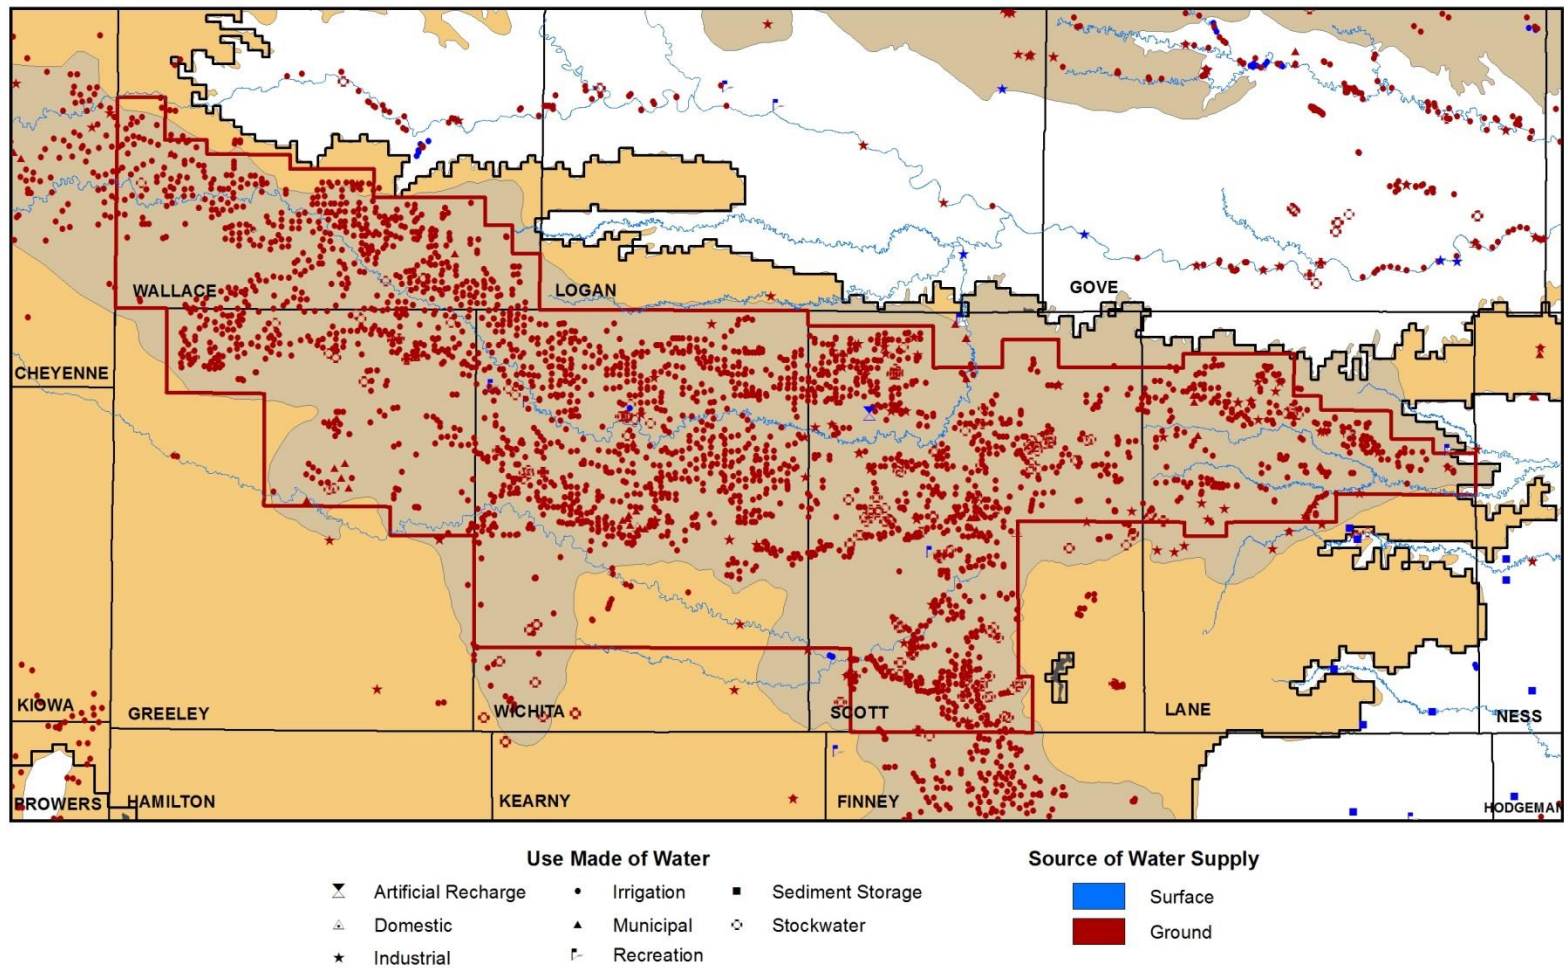 WALLACE
LOGAN
GOVE
CHEYENNE
KIOWA
GREELEY
WICHITA
SCOTT
LANE
NESS
PROWERS
HAMILTON
KEARNY
FINNEY
HODGEMAN
Use Made of Water
Source of Water Supply
Artificial Recharge
Irrigation
Sediment Storage
Surface
Domestic
Municipal
Stockwater
Ground
Industrial
Recreation